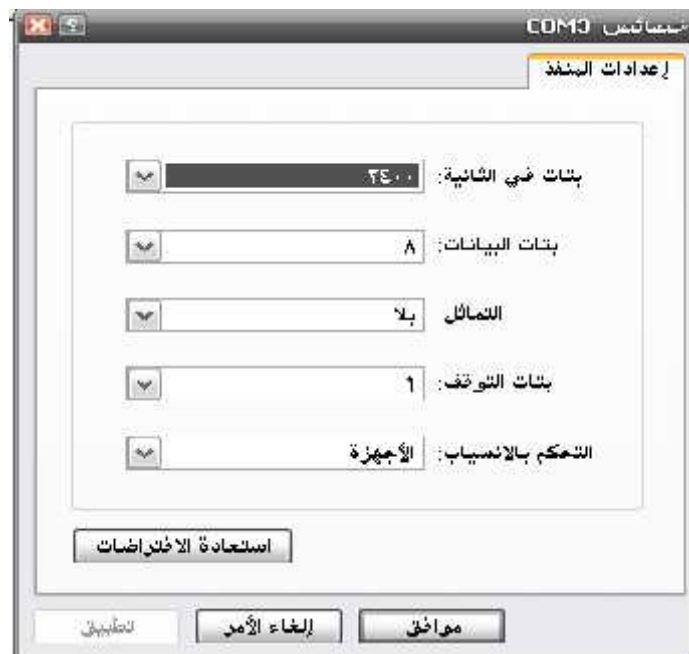 خصائص COM3
إعدادات المنفذ
بتات في الثانية: ٢٤٠٠
بتات البيانات: ٨
التماثل بلا
بتات التوقف: ١
التحكم بالانسياب: الأجهزة
استعادة الافتراضات
موافق إلغاء الأمر تطبيق